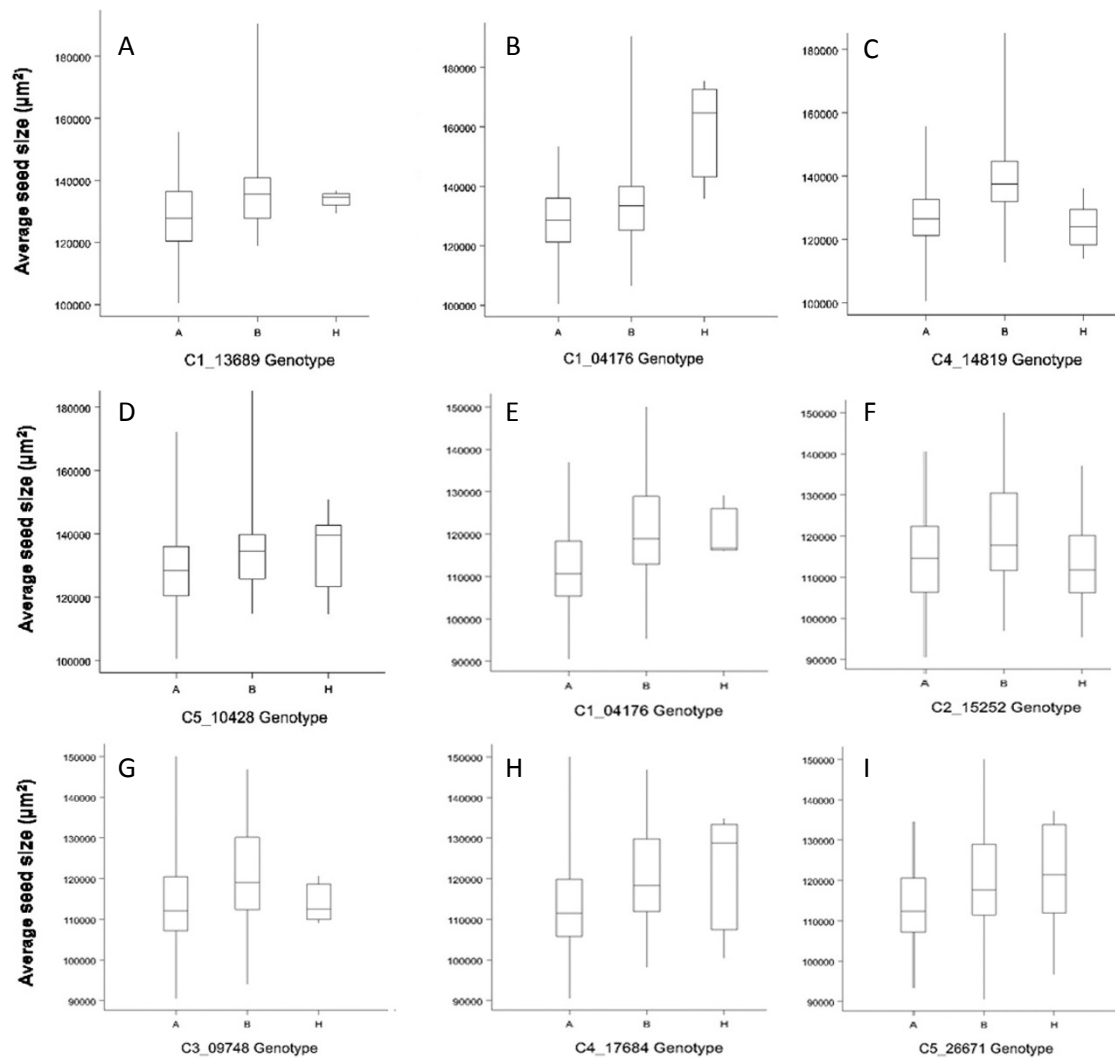 A
B
C
Average seed size (µm²)
180000
160000
140000
120000
100000
A B H
C1_13689 Genotype
180000
160000
140000
120000
100000
A B H
C1_04176 Genotype
180000
160000
140000
120000
100000
A B H
C4_14819 Genotype
D
E
F
Average seed size (µm²)
180000
160000
140000
120000
100000
A B H
C5_10428 Genotype
150000
140000
130000
120000
110000
100000
90000
A B H
C1_04176 Genotype
150000
140000
130000
120000
110000
100000
90000
A B H
C2_15252 Genotype
G
H
I
Average seed size (µm²)
150000
140000
130000
120000
110000
100000
90000
A B H
C3_09748 Genotype
150000
140000
130000
120000
110000
100000
90000
A B H
C4_17684 Genotype
150000
140000
130000
120000
110000
100000
90000
A B H
C5_26671 Genotype